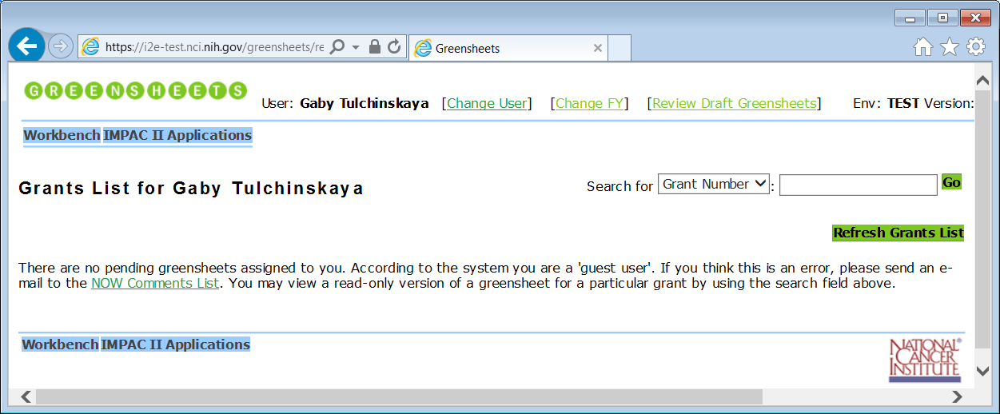 https://i2e-test.nci.nih.gov/greensheets/re
Greensheets
GREENSHEETS
User: Gaby Tulchinskaya [Change User] [Change FY] [Review Draft Greensheets] Env: TEST Version:
Workbench IMPAC II Applications
Grants List for Gaby Tulchinskaya
Search for Grant Number : Go
Refresh Grants List
There are no pending greensheets assigned to you. According to the system you are a 'guest user'. If you think this is an error, please send an e-
mail to the NOW Comments List. You may view a read-only version of a greensheet for a particular grant by using the search field above.
Workbench IMPAC II Applications
NATIONAL
CANCER
INSTITUTE